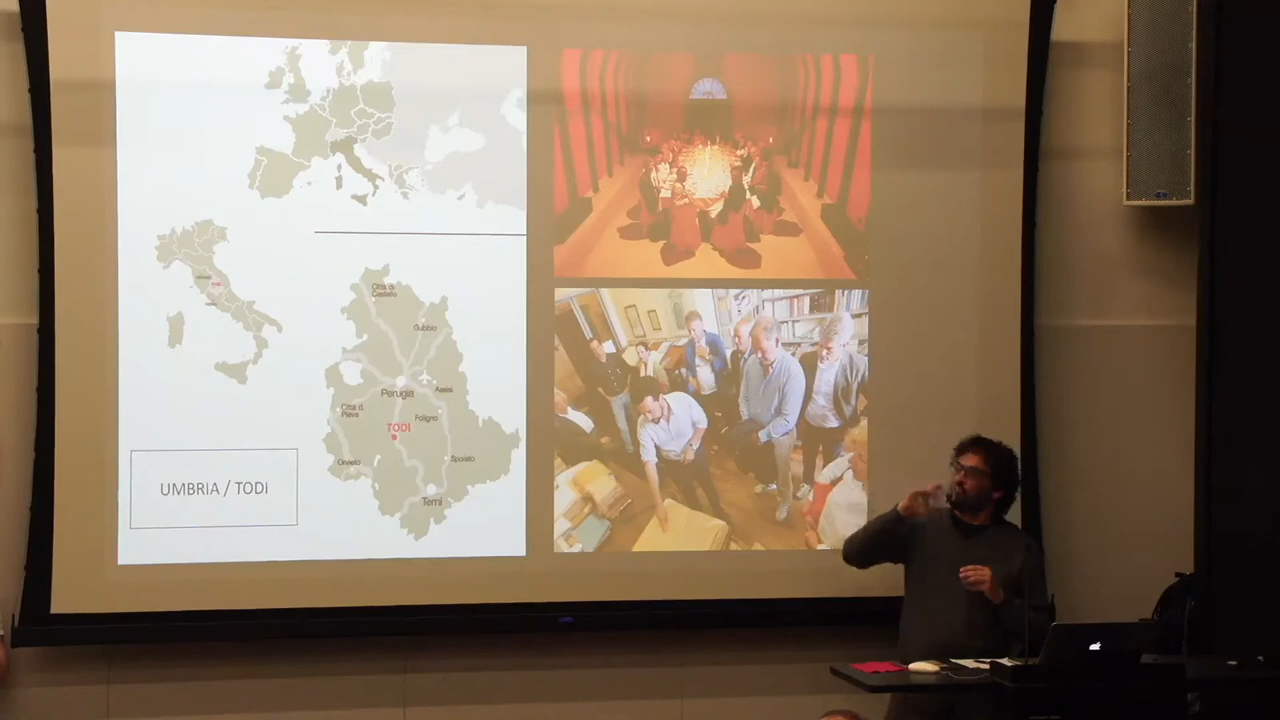 Città di
Castello
Gubbio
Perugia
Assisi
Città d.
Pieve
Foligno
TODI
Orvieto
Spoleto
Terni
UMBRIA / TODI